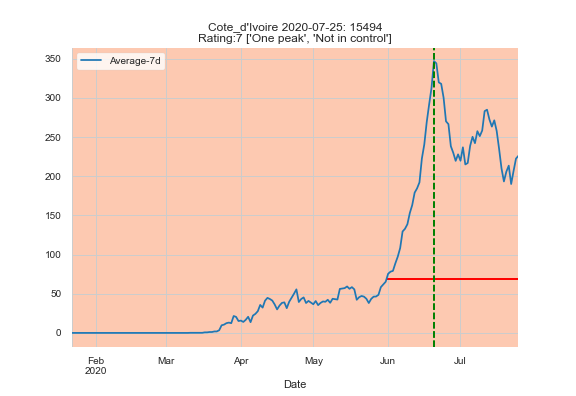 Cote_d'Ivoire 2020-07-25: 15494
Rating:7 ['One peak', 'Not in control']
Average-7d
350
300
250
200
150
100
50
0
Feb Mar Apr May Jun Jul
2020
Date